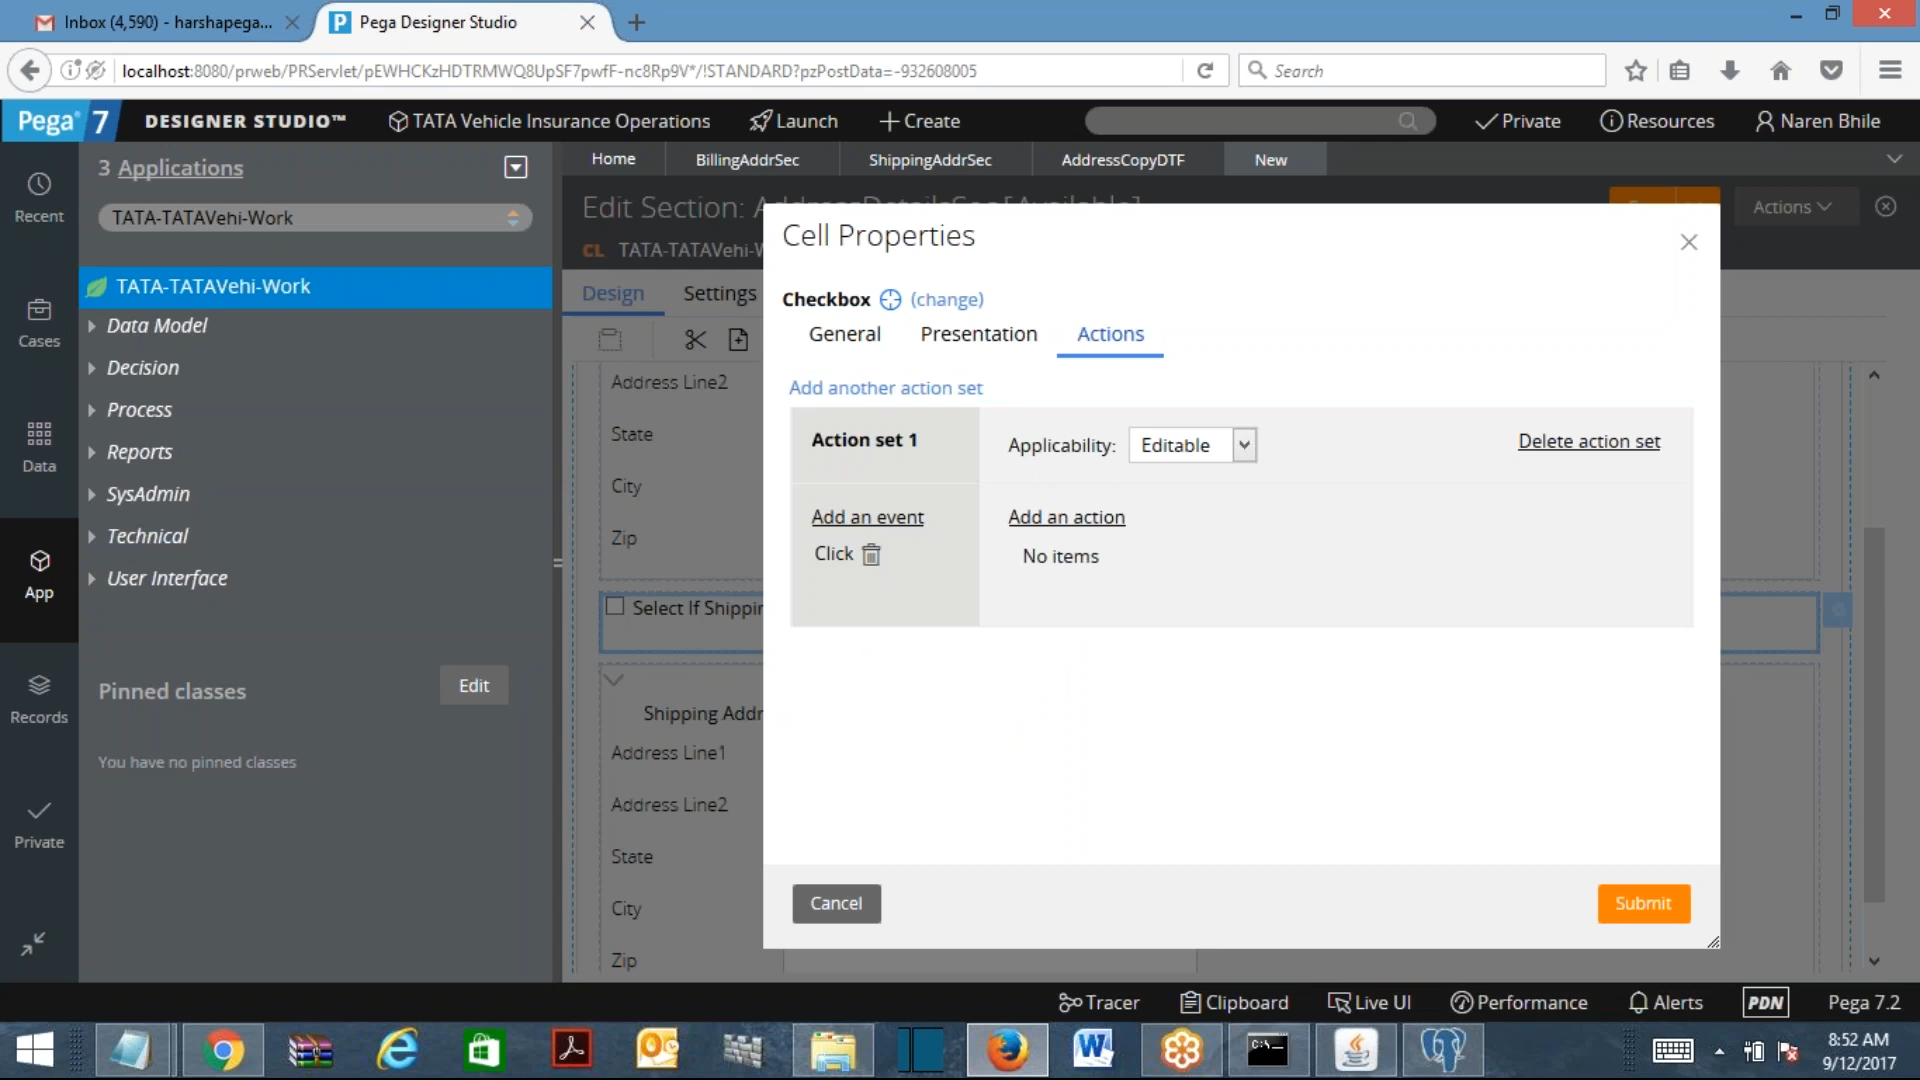 Inbox (4,590) - harshapega...
Pega Designer Studio
localhost:8080/prweb/PRServlet/pEWHCKzHDTRMWQ8UpSF7pwfF-nc8Rp9V*/!STANDARD?pzPostData=-932608005
Search
Pega 7
DESIGNER STUDIO™
TATA Vehicle Insurance Operations
Launch
Create
Private
Resources
Naren Bhile
Recent
Cases
Data
App
Records
Private
3 Applications
TATA-TATAVehi-Work
TATA-TATAVehi-Work
Data Model
Decision
Process
Reports
SysAdmin
Technical
User Interface
Pinned classes
Edit
You have no pinned classes
Home
BillingAddrSec
ShippingAddrSec
AddressCopyDTF
New
Edit Section:
Actions
CL TATA-TATAVehi-W
Design
Settings
Address Line2
State
City
Zip
Select If Shippin
Shipping Addr
Address Line1
Address Line2
State
City
Zip
Cell Properties
Checkbox (change)
General
Presentation
Actions
Add another action set
Action set 1
Applicability: Editable
Delete action set
Add an event
Add an action
Click
No items
Cancel
Submit
Tracer
Clipboard
Live UI
Performance
Alerts
PDN
Pega 7.2
8:52 AM
9/12/2017